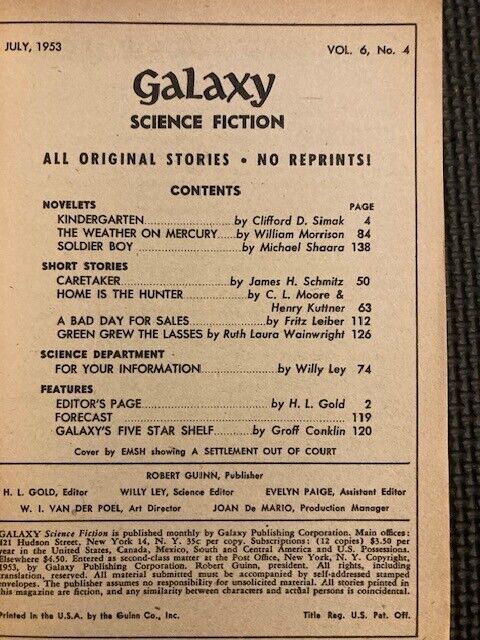 JULY, 1953 VOL. 6, No. 4
Galaxy
SCIENCE FICTION
ALL ORIGINAL STORIES • NO REPRINTS!
CONTENTS
NOVELETS PAGE
KINDERGARTEN by Clifford D. Simak 4
THE WEATHER ON MERCURY by William Morrison 84
SOLDIER BOY by Michael Shaara 138
SHORT STORIES
CARETAKER by James H. Schmitz 50
HOME IS THE HUNTER by C. L. Moore &
Henry Kuttner 63
A BAD DAY FOR SALES by Fritz Leiber 112
GREEN GREW THE LASSES by Ruth Laura Wainwright 126
SCIENCE DEPARTMENT
FOR YOUR INFORMATION by Willy Ley 74
FEATURES
EDITOR'S PAGE by H. L. Gold 2
FORECAST 119
GALAXY'S FIVE STAR SHELF by Groff Conklin 120
Cover by EMSH showing A SETTLEMENT OUT OF COURT
ROBERT GUINN, Publisher
H. L. GOLD, Editor WILLY LEY, Science Editor EVELYN PAIGE, Assistant Editor
W. I. VAN DER POEL, Art Director JOAN De MARIO, Production Manager
GALAXY Science Fiction is published monthly by Galaxy Publishing Corporation. Main offices:
421 Hudson Street, New York 14, N. Y. 35c per copy. Subscriptions: (12 copies) $3.50 per
year in the United States, Canada, Mexico, South and Central America and U.S. Possessions.
Elsewhere $4.50. Entered as second-class matter at the Post Office, New York, N. Y. Copyright,
1953, by Galaxy Publishing Corporation. Robert Guinn, president. All rights, including
translation, reserved. All material submitted must be accompanied by self-addressed stamped
envelopes. The publisher assumes no responsibility for unsolicited material. All stories printed in
this magazine are fiction, and any similarity between characters and actual persons is coincidental.
Printed in the U.S.A. by the Guinn Co., Inc. Title Reg. U.S. Pat. Off.